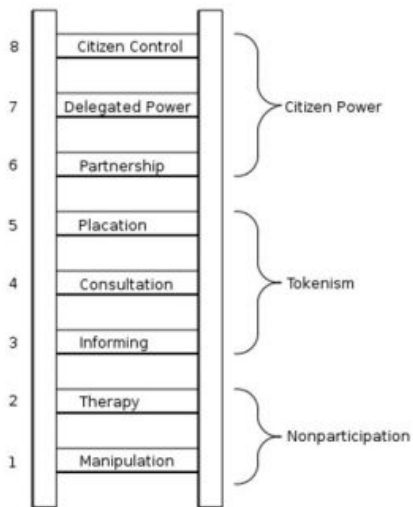 8 Citizen Control
7 Delegated Power
Citizen Power
6 Partnership
5 Placation
4 Consultation
Tokenism
3 Informing
2 Therapy
Nonparticipation
1 Manipulation